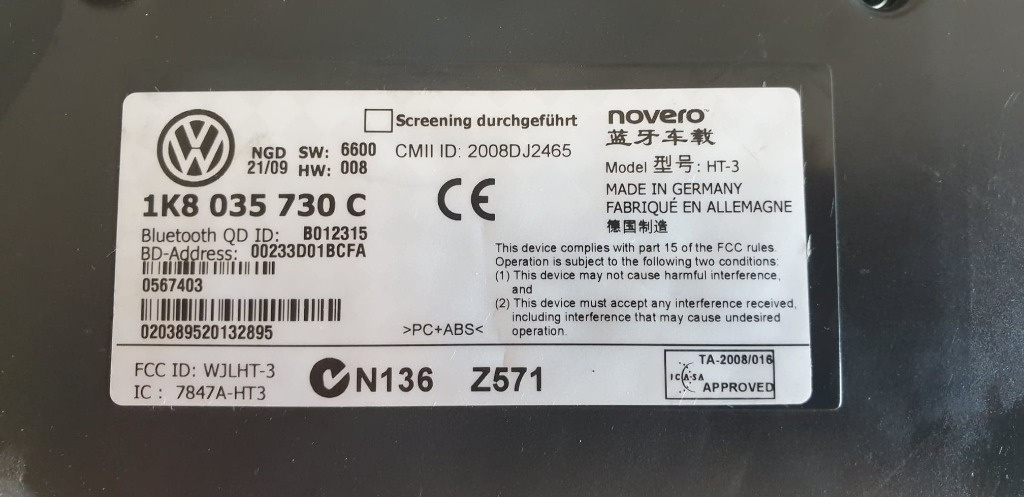 Screening durchgeführt
novero™
蓝牙车载
NGD SW: 6600
21/09 HW: 008
CMII ID: 2008DJ2465
Model 型号: HT-3
1K8 035 730 C
CE
MADE IN GERMANY
FABRIQUÉ EN ALLEMAGNE
德国制造
Bluetooth QD ID: B012315
BD-Address: 00233D01BCFA
0567403
020389520132895
>PC+ABS<
This device complies with part 15 of the FCC rules.
Operation is subject to the following two conditions:
(1) This device may not cause harmful interference,
and
(2) This device must accept any interference received,
including interference that may cause undesired
operation.
FCC ID: WJLHT-3
IC : 7847A-HT3
N136 Z571
TA-2008/016
ICASA
APPROVED